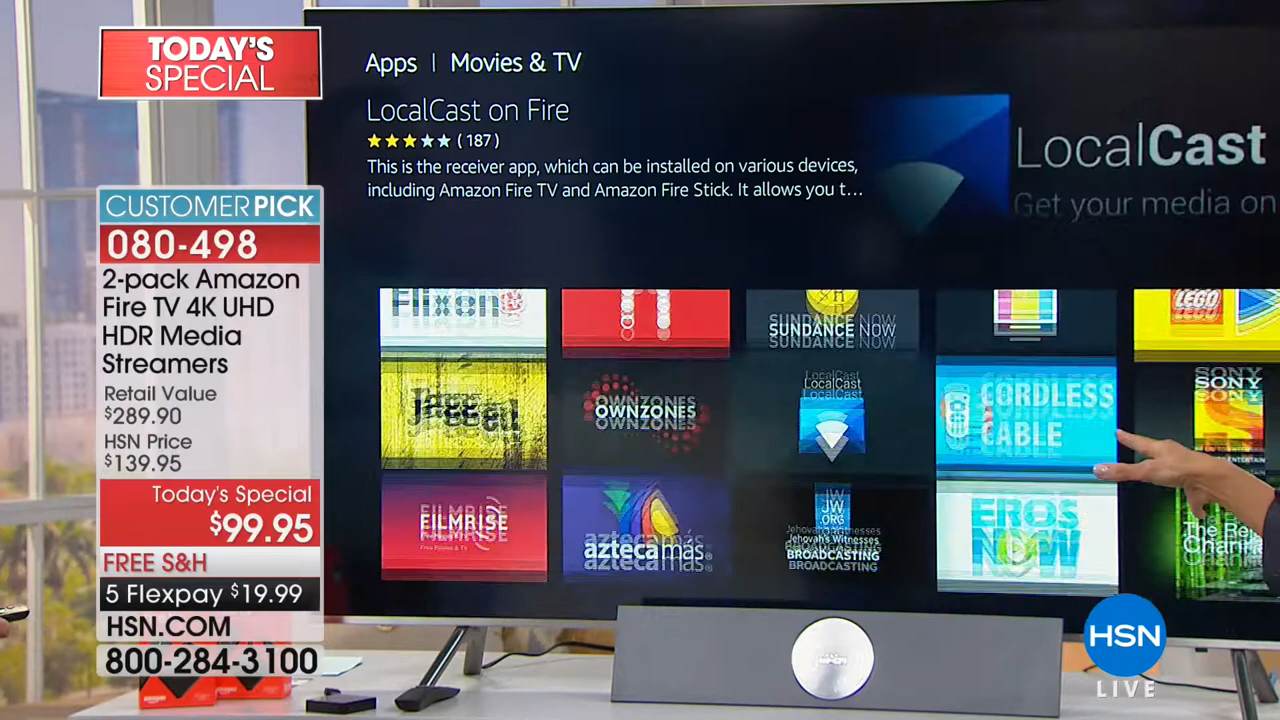 TODAY'S
SPECIAL
CUSTOMER PICK
080-498
2-pack Amazon
Fire TV 4K UHD
HDR Media
Streamers
Retail Value
$289.90
HSN Price
$139.95
Today's Special
$99.95
FREE S&H
5 Flexpay $19.99
HSN.COM
800-284-3100
Apps | Movies & TV
LocalCast on Fire
(187)
This is the receiver app, which can be installed on various devices,
including Amazon Fire TV and Amazon Fire Stick. It allows you t...
LocalCast
Get your media on
SUNDANCE NOW
LEGO
Jagged
OWNZONES
LocalCast
CORDLESS
CABLE
SONY
FILMRISE
aztecamás
JW.ORG
Jehovah's Witnesses
BROADCASTING
EROS
NOW
HSN
LIVE